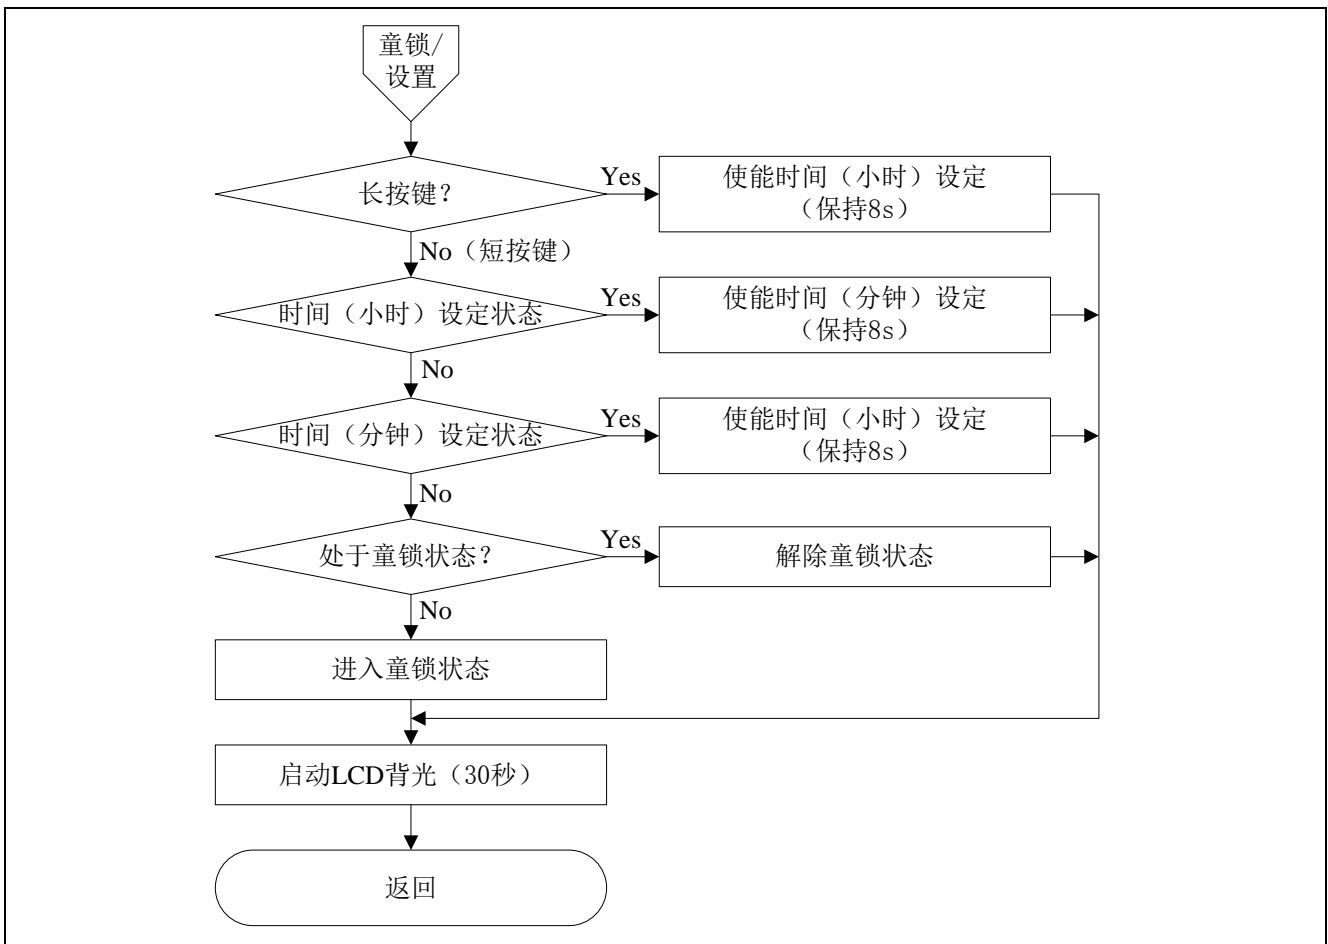 童锁/
设置
长按键？
Yes
使能时间（小时）设定
（保持8s）
No（短按键）
时间（小时）设定状态
Yes
使能时间（分钟）设定
（保持8s）
No
时间（分钟）设定状态
Yes
使能时间（小时）设定
（保持8s）
No
处于童锁状态？
Yes
解除童锁状态
No
进入童锁状态
启动LCD背光（30秒）
返回